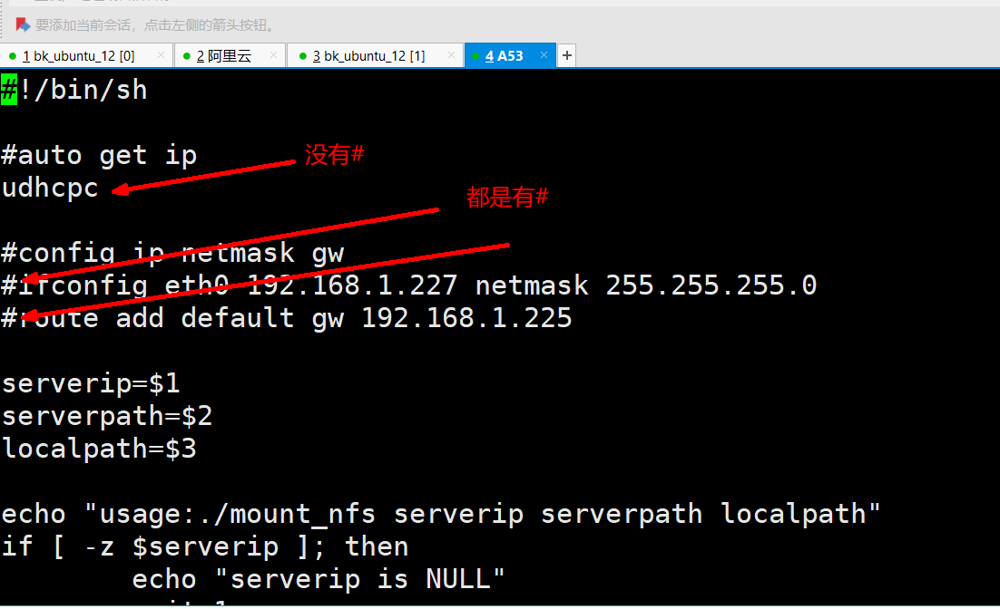 要添加当前会话，点击左侧的箭头按钮。
1 bk_ubuntu_12 [0] 2 阿里云 3 bk_ubuntu_12 [1] 4 A53 +
#!/bin/sh
#auto get ip
没有#
udhcpc
都是有#
#config ip netmask gw
#ifconfig eth0 192.168.1.227 netmask 255.255.255.0
#route add default gw 192.168.1.225
serverip=$1
serverpath=$2
localpath=$3
echo "usage:./mount_nfs serverip serverpath localpath"
if [ -z $serverip ]; then
echo "serverip is NULL"